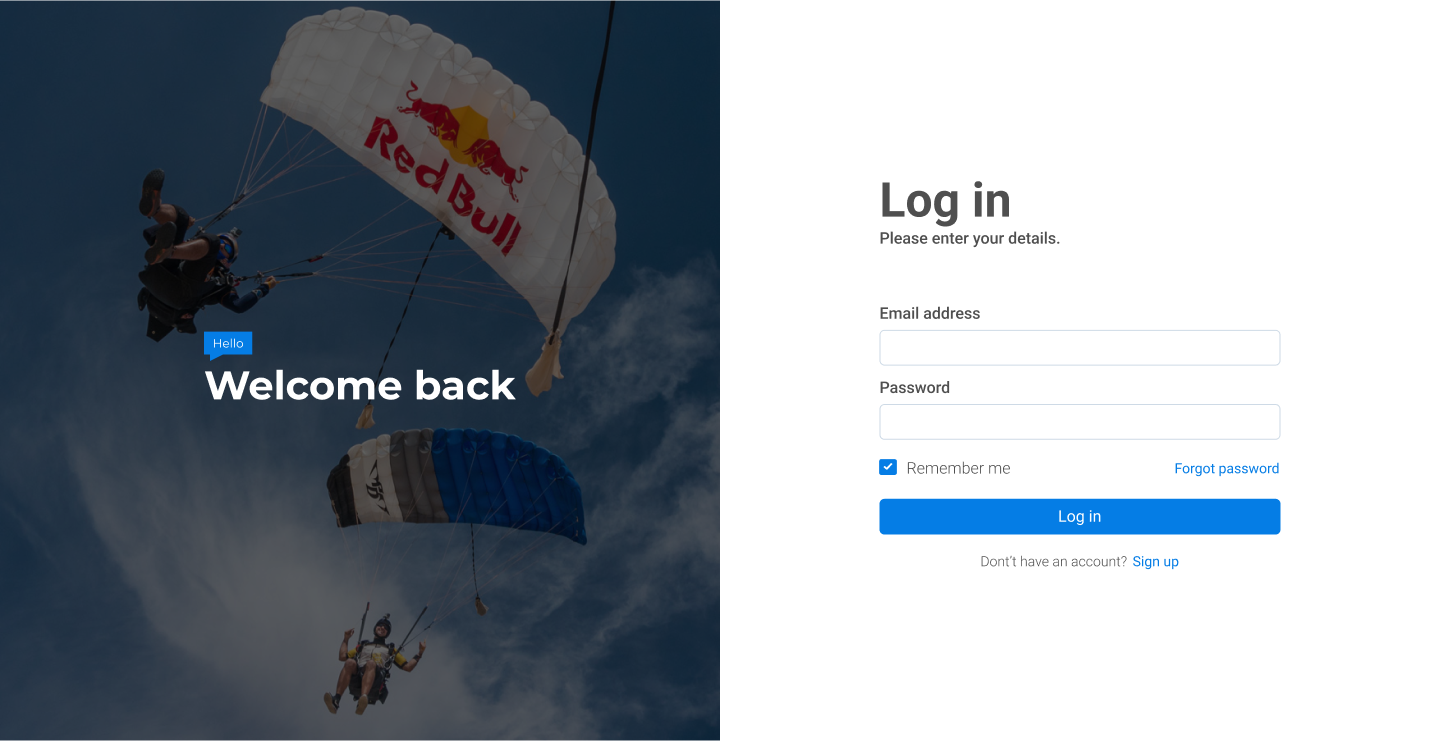 Red Bull
Hello
Welcome back
Log in
Please enter your details.
Email address
Password
Remember me
Forgot password
Log in
Dont't have an account? Sign up